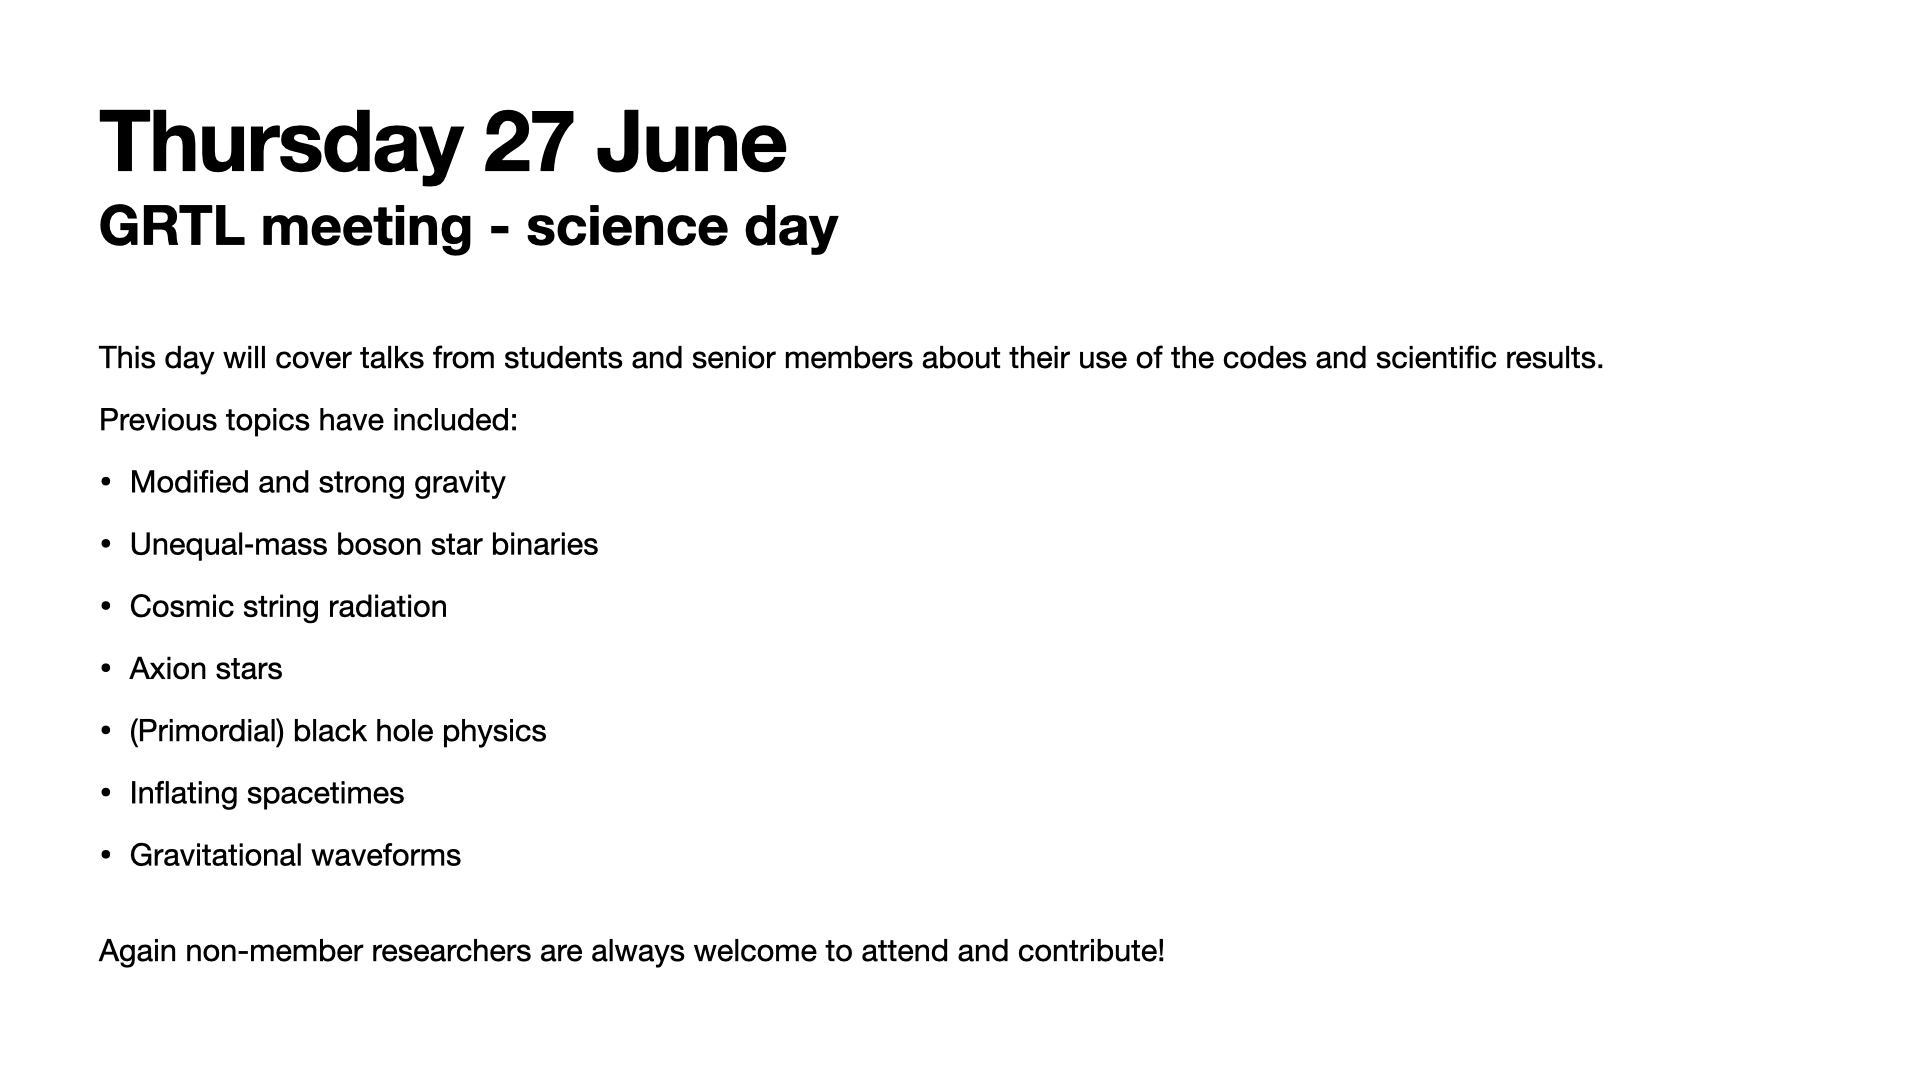 Thursday 27 June
GRTL meeting - science day
This day will cover talks from students and senior members about their use of the codes and scientific results.
Previous topics have included:
• Modified and strong gravity
• Unequal-mass boson star binaries
• Cosmic string radiation
• Axion stars
• (Primordial) black hole physics
• Inflating spacetimes
• Gravitational waveforms
Again non-member researchers are always welcome to attend and contribute!